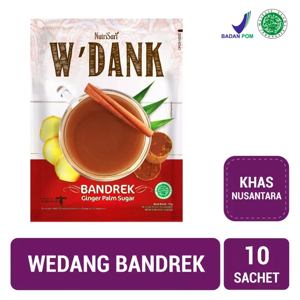 BADAN POM
NutriSari
W'DANK
BANDREK
Ginger Palm Sugar
KHAS
NUSANTARA
WEDANG BANDREK
10
SACHET